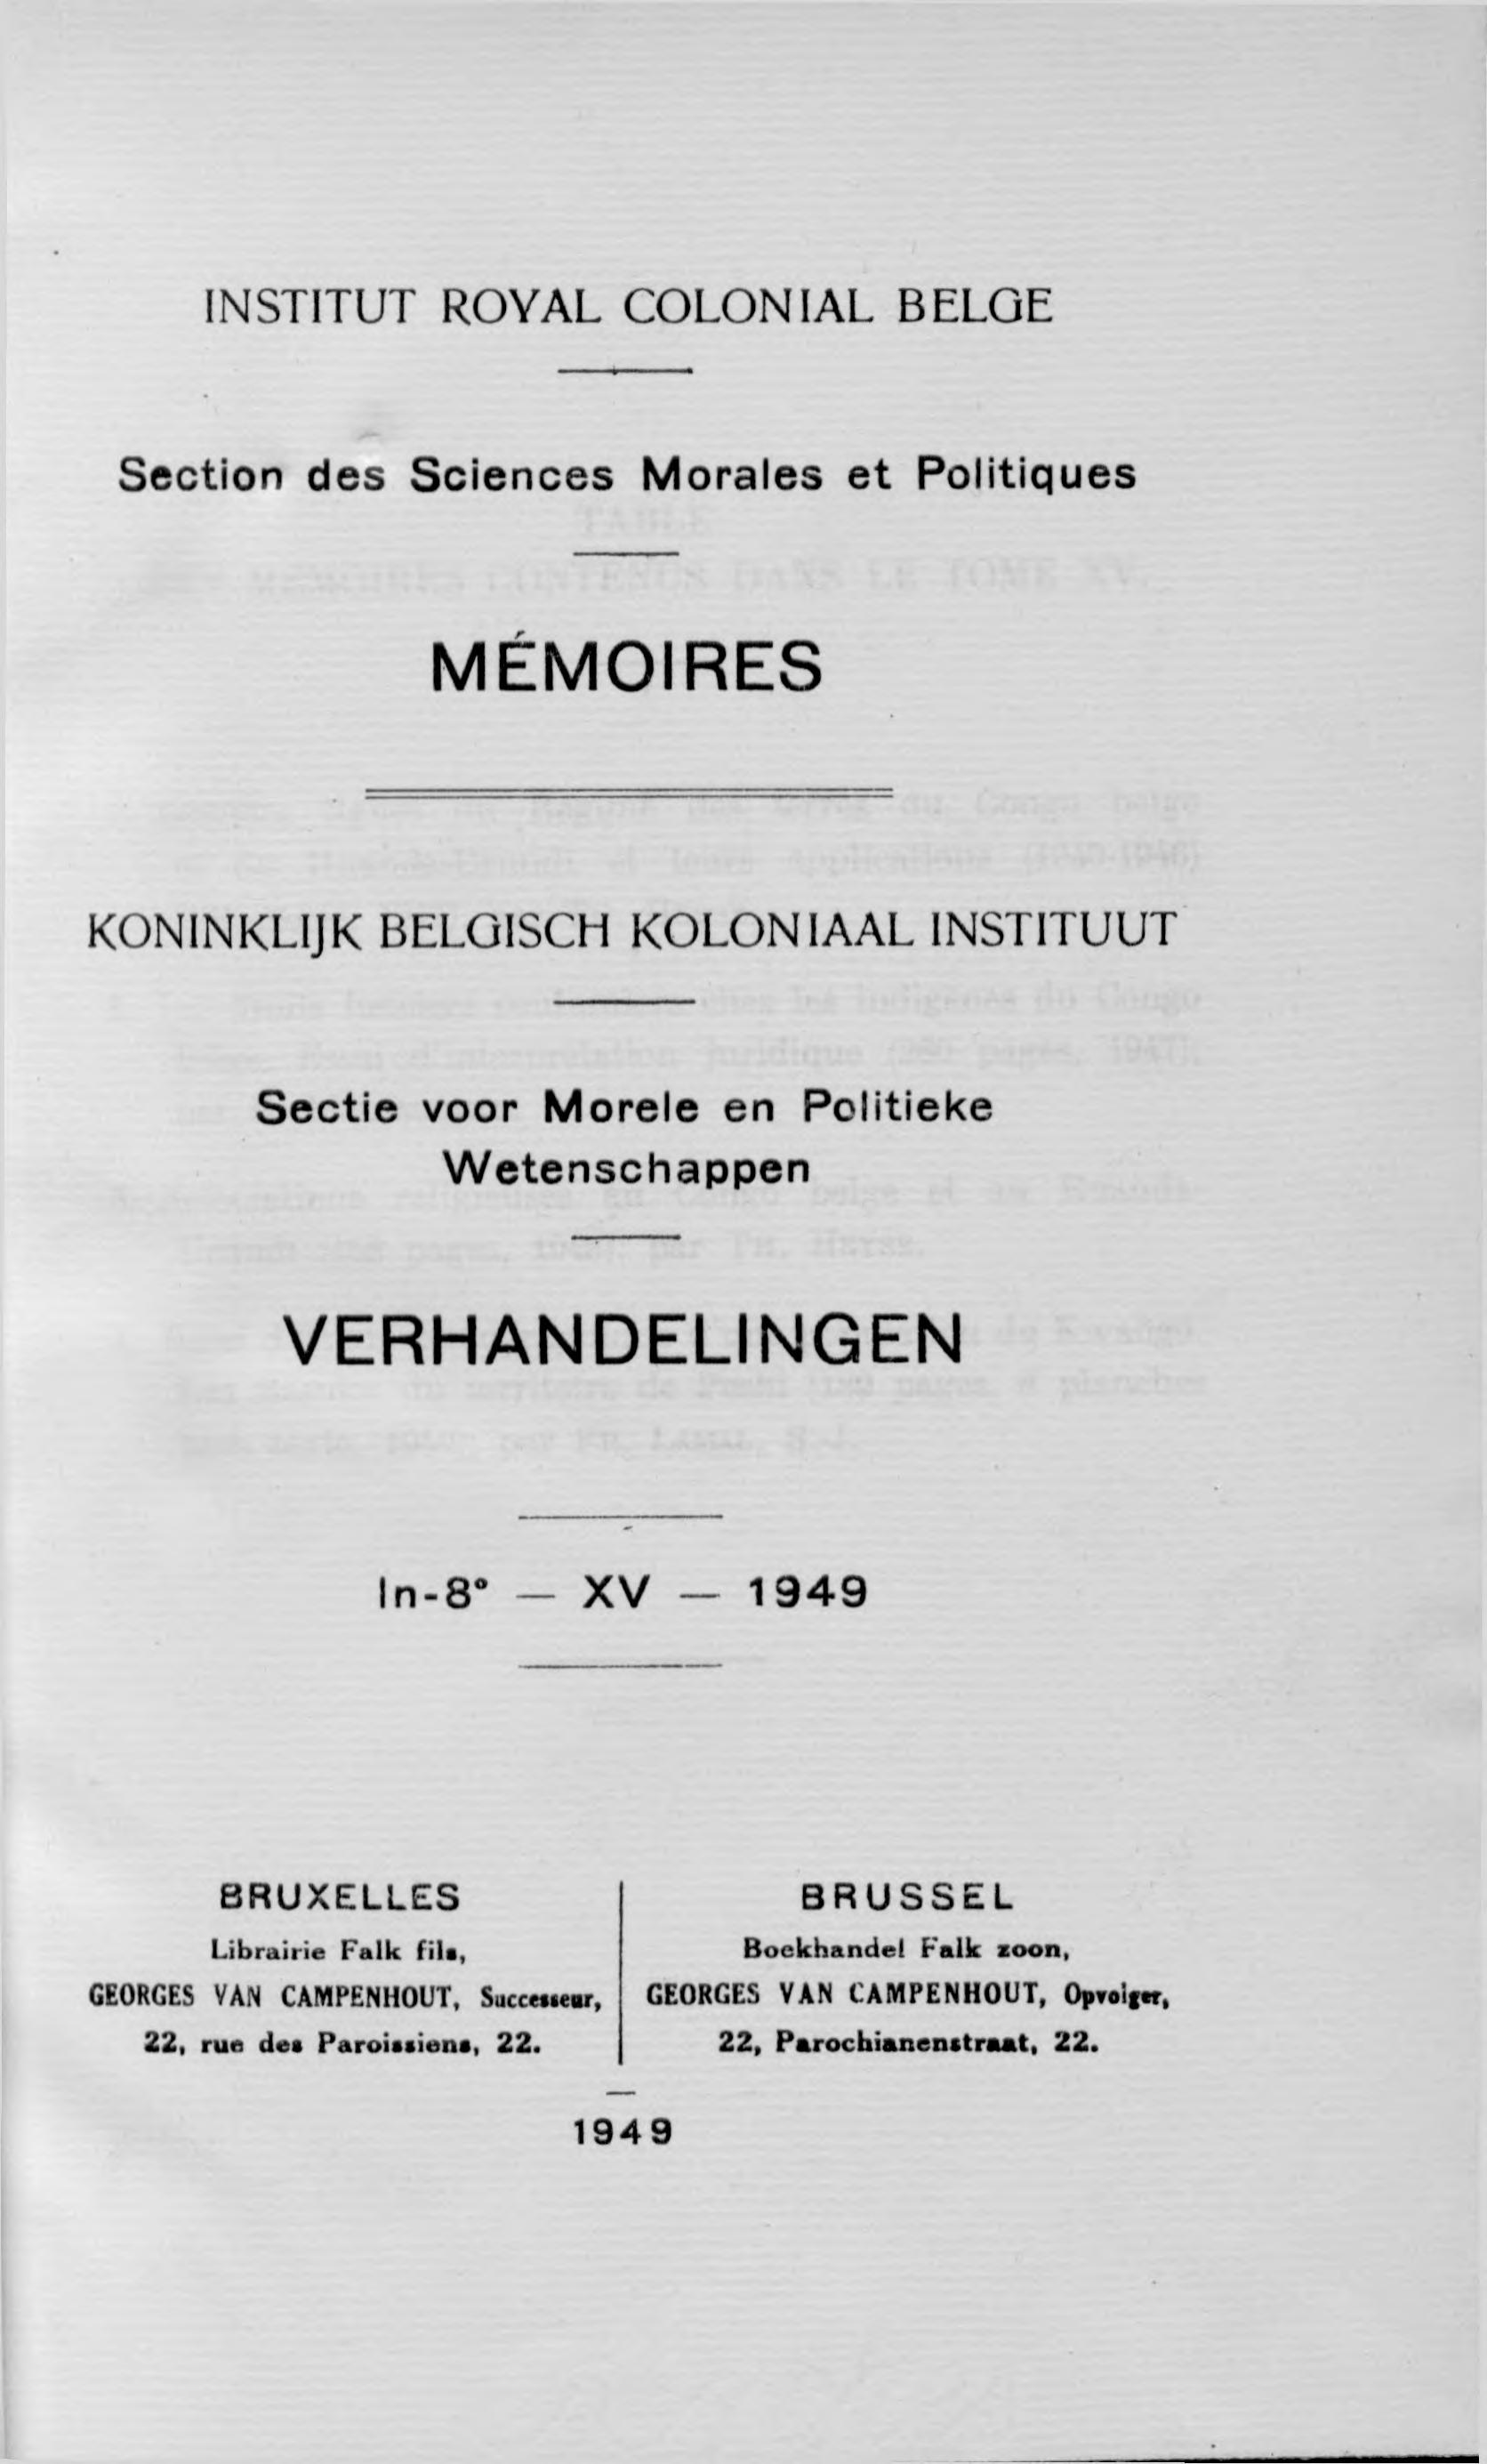 INSTITUT ROYAL COLONIAL BELGE
Section des Sciences Morales et Politiques
MÉMOIRES
KONINKLIJK BELGISCH KOLONIAAL INSTITUUT
Sectie voor Morele en Politieke
Wetenschappen
VERHANDELINGEN
In-8° — XV — 1949
BRUXELLES
Librairie Falk fils,
GEORGES VAN CAMPENHOUT, Successeur,
22, rue des Paroissiens, 22.
BRUSSEL
Boekhandel Falk zoon,
GEORGES VAN CAMPENHOUT, Opvolger,
22, Parochianenstraat, 22.
1949